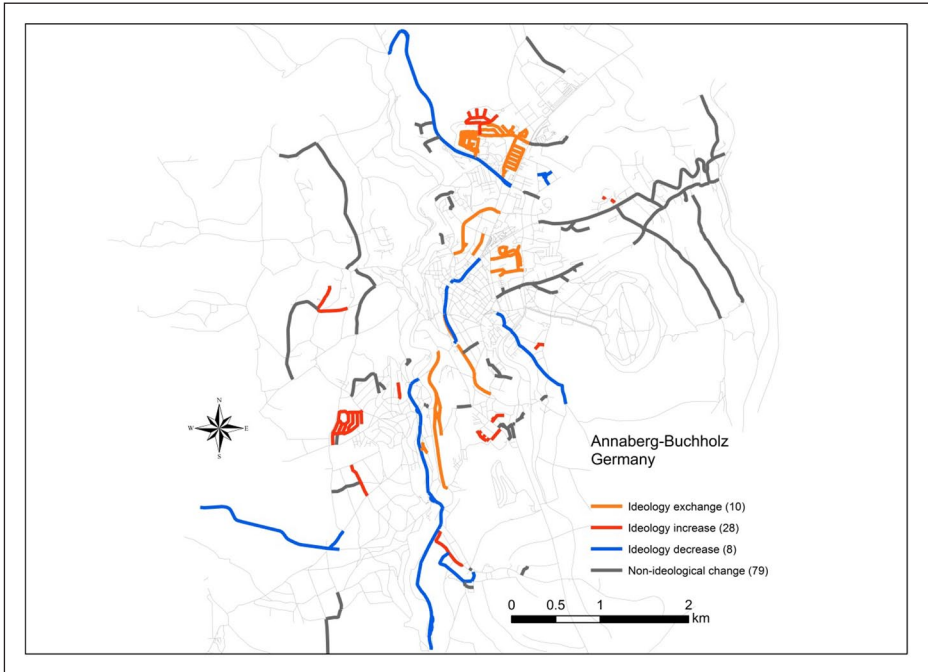 N
W E
S
Annaberg-Buchholz
Germany
Ideology exchange (10)
Ideology increase (28)
Ideology decrease (8)
Non-ideological change (79)
0 0.5 1 2
km